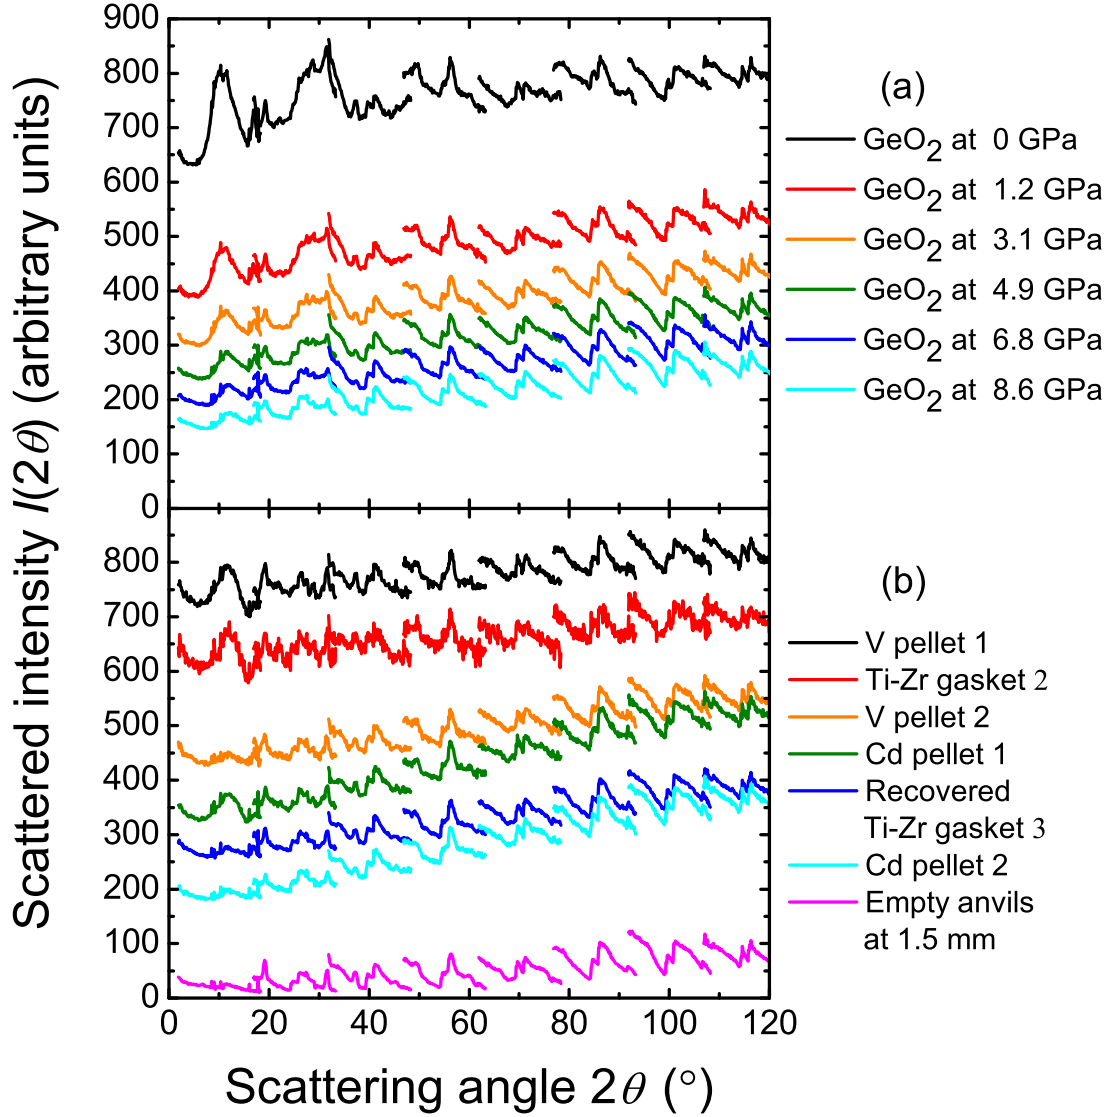 Scattered intensity I(2θ) (arbitrary units)
900
800
700
600
500
400
300
200
100
0
(a)
GeO2 at 0 GPa
GeO2 at 1.2 GPa
GeO2 at 3.1 GPa
GeO2 at 4.9 GPa
GeO2 at 6.8 GPa
GeO2 at 8.6 GPa
800
700
600
500
400
300
200
100
0
(b)
V pellet 1
Ti-Zr gasket 2
V pellet 2
Cd pellet 1
Recovered
Ti-Zr gasket 3
Cd pellet 2
Empty anvils
at 1.5 mm
0 20 40 60 80 100 120
Scattering angle 2θ (°)